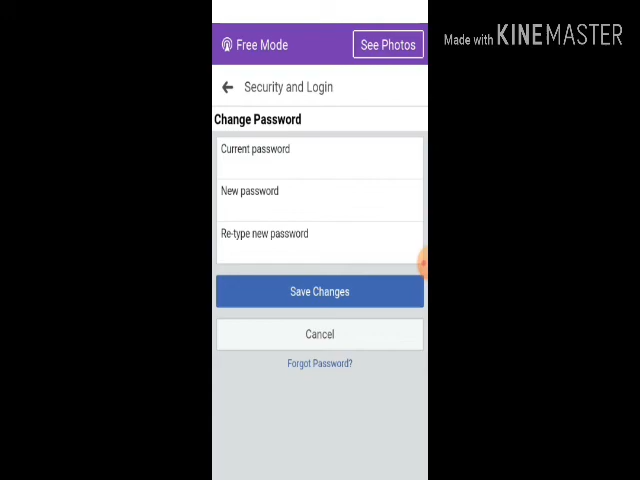 Free Mode
See Photos
Made with KINEMASTER
Security and Login
Change Password
Current password
New password
Re-type new password
Save Changes
Cancel
Forgot Password?